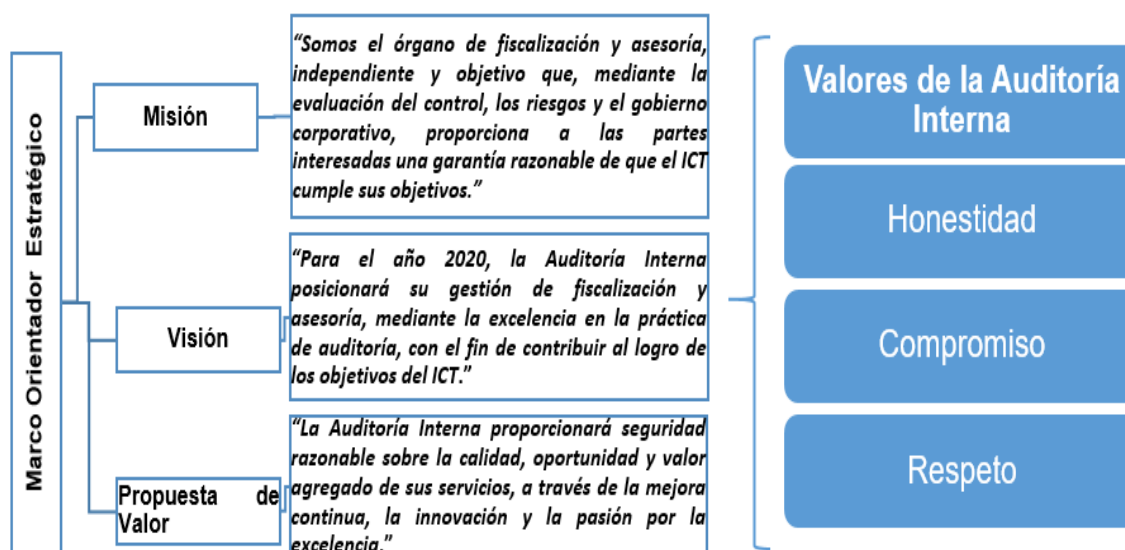 Marco Orientador Estratégico
Misión
“Somos el órgano de fiscalización y asesoría,
independiente y objetivo que, mediante la
evaluación del control, los riesgos y el gobierno
corporativo, proporciona a las partes
interesadas una garantía razonable de que el ICT
cumple sus objetivos.”
Visión
“Para el año 2020, la Auditoría Interna
posicionará su gestión de fiscalización y
asesoría, mediante la excelencia en la práctica
de auditoría, con el fin de contribuir al logro de
los objetivos del ICT.”
Propuesta de
Valor
“La Auditoría Interna proporcionará seguridad
razonable sobre la calidad, oportunidad y valor
agregado de sus servicios, a través de la mejora
continua, la innovación y la pasión por la
excelencia.”
Valores de la Auditoría
Interna
Honestidad
Compromiso
Respeto